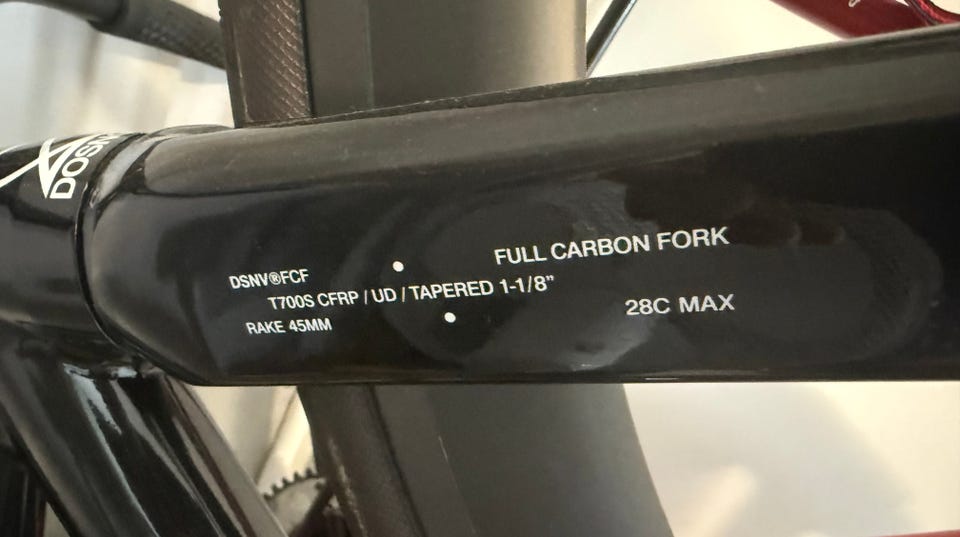 FULL CARBON FORK
DSNV®FCF
T700S CFRP / UD / TAPERED 1-1/8”
28C MAX
RAKE 45MM